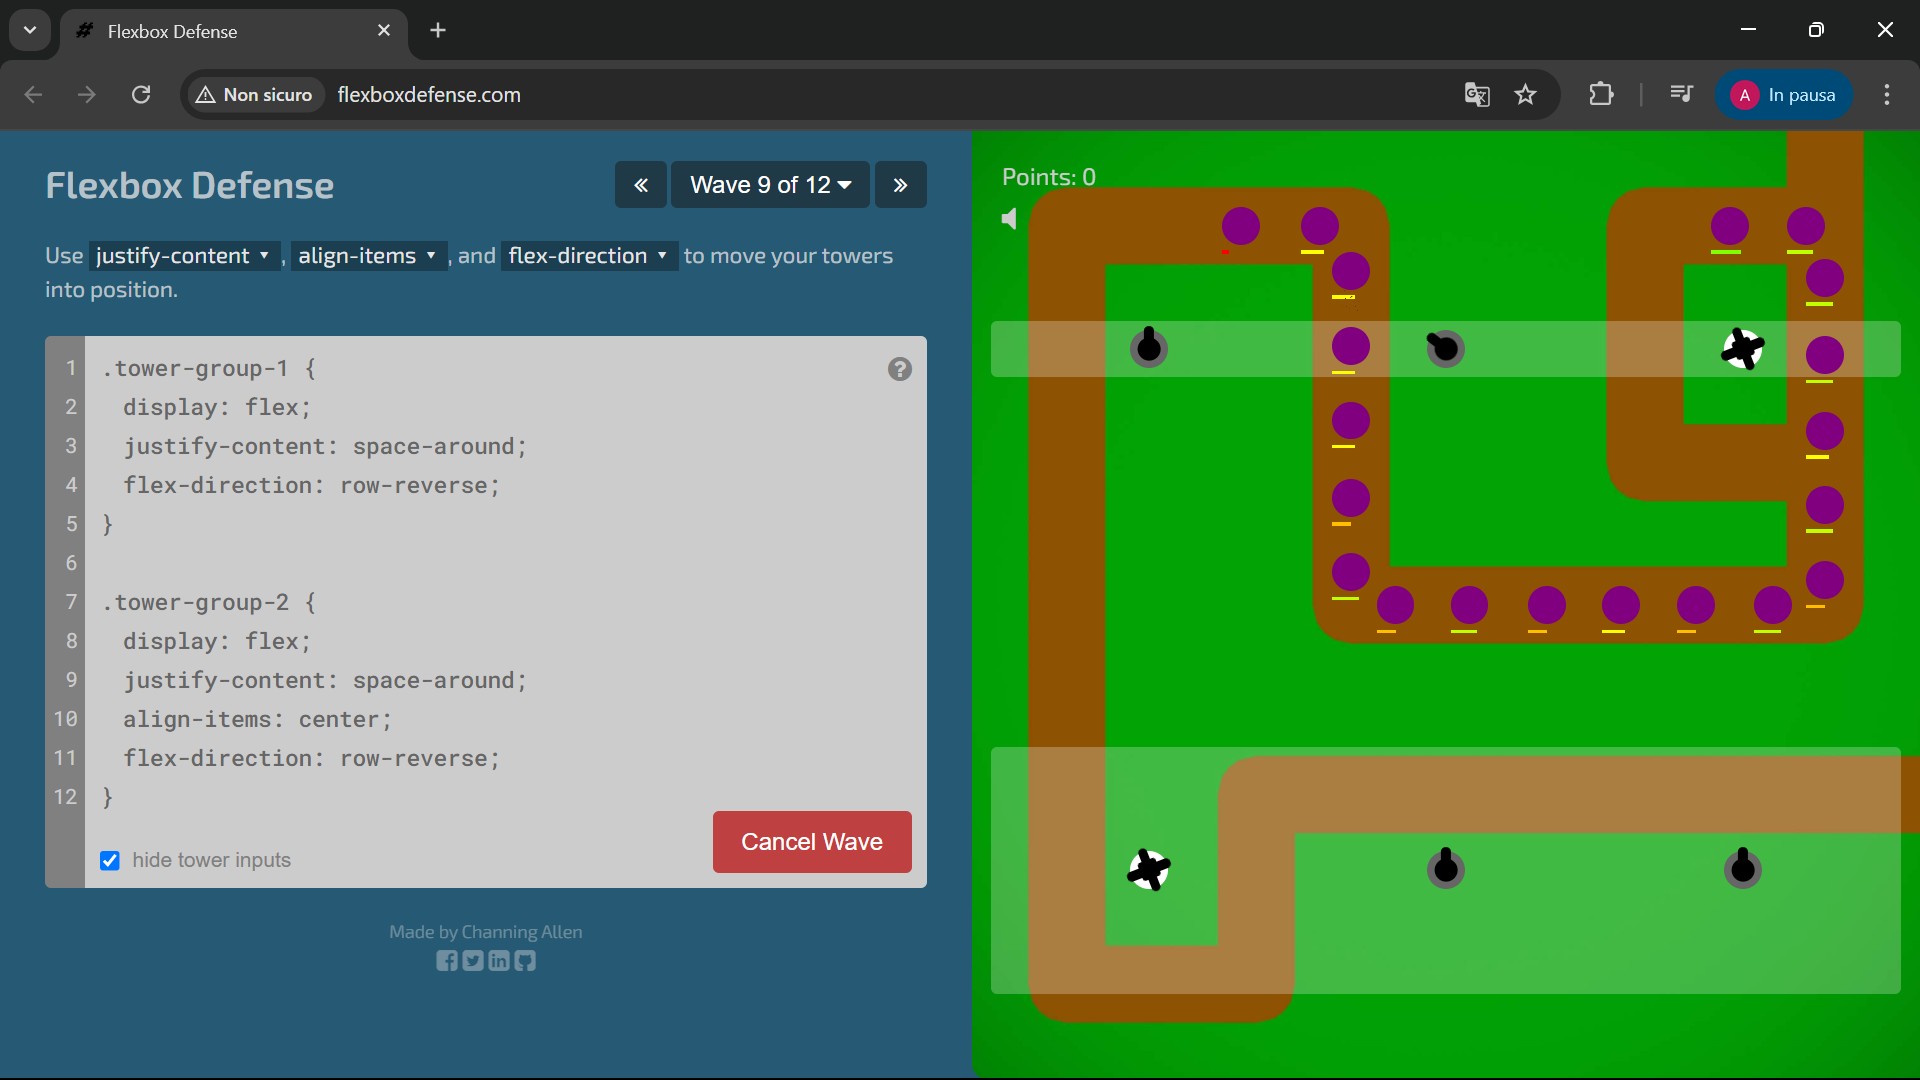 Flexbox Defense
Non sicuro
flexboxdefense.com
A
In pausa
Flexbox Defense
Wave 9 of 12
Use justify-content, align-items, and flex-direction to move your towers
into position.
1 .tower-group-1 {
2 display: flex;
3 justify-content: space-around;
4 flex-direction: row-reverse;
5 }
6
7 .tower-group-2 {
8 display: flex;
9 justify-content: space-around;
10 align-items: center;
11 flex-direction: row-reverse;
12 }
?
Cancel Wave
hide tower inputs
Made by Channing Allen
Points: 0